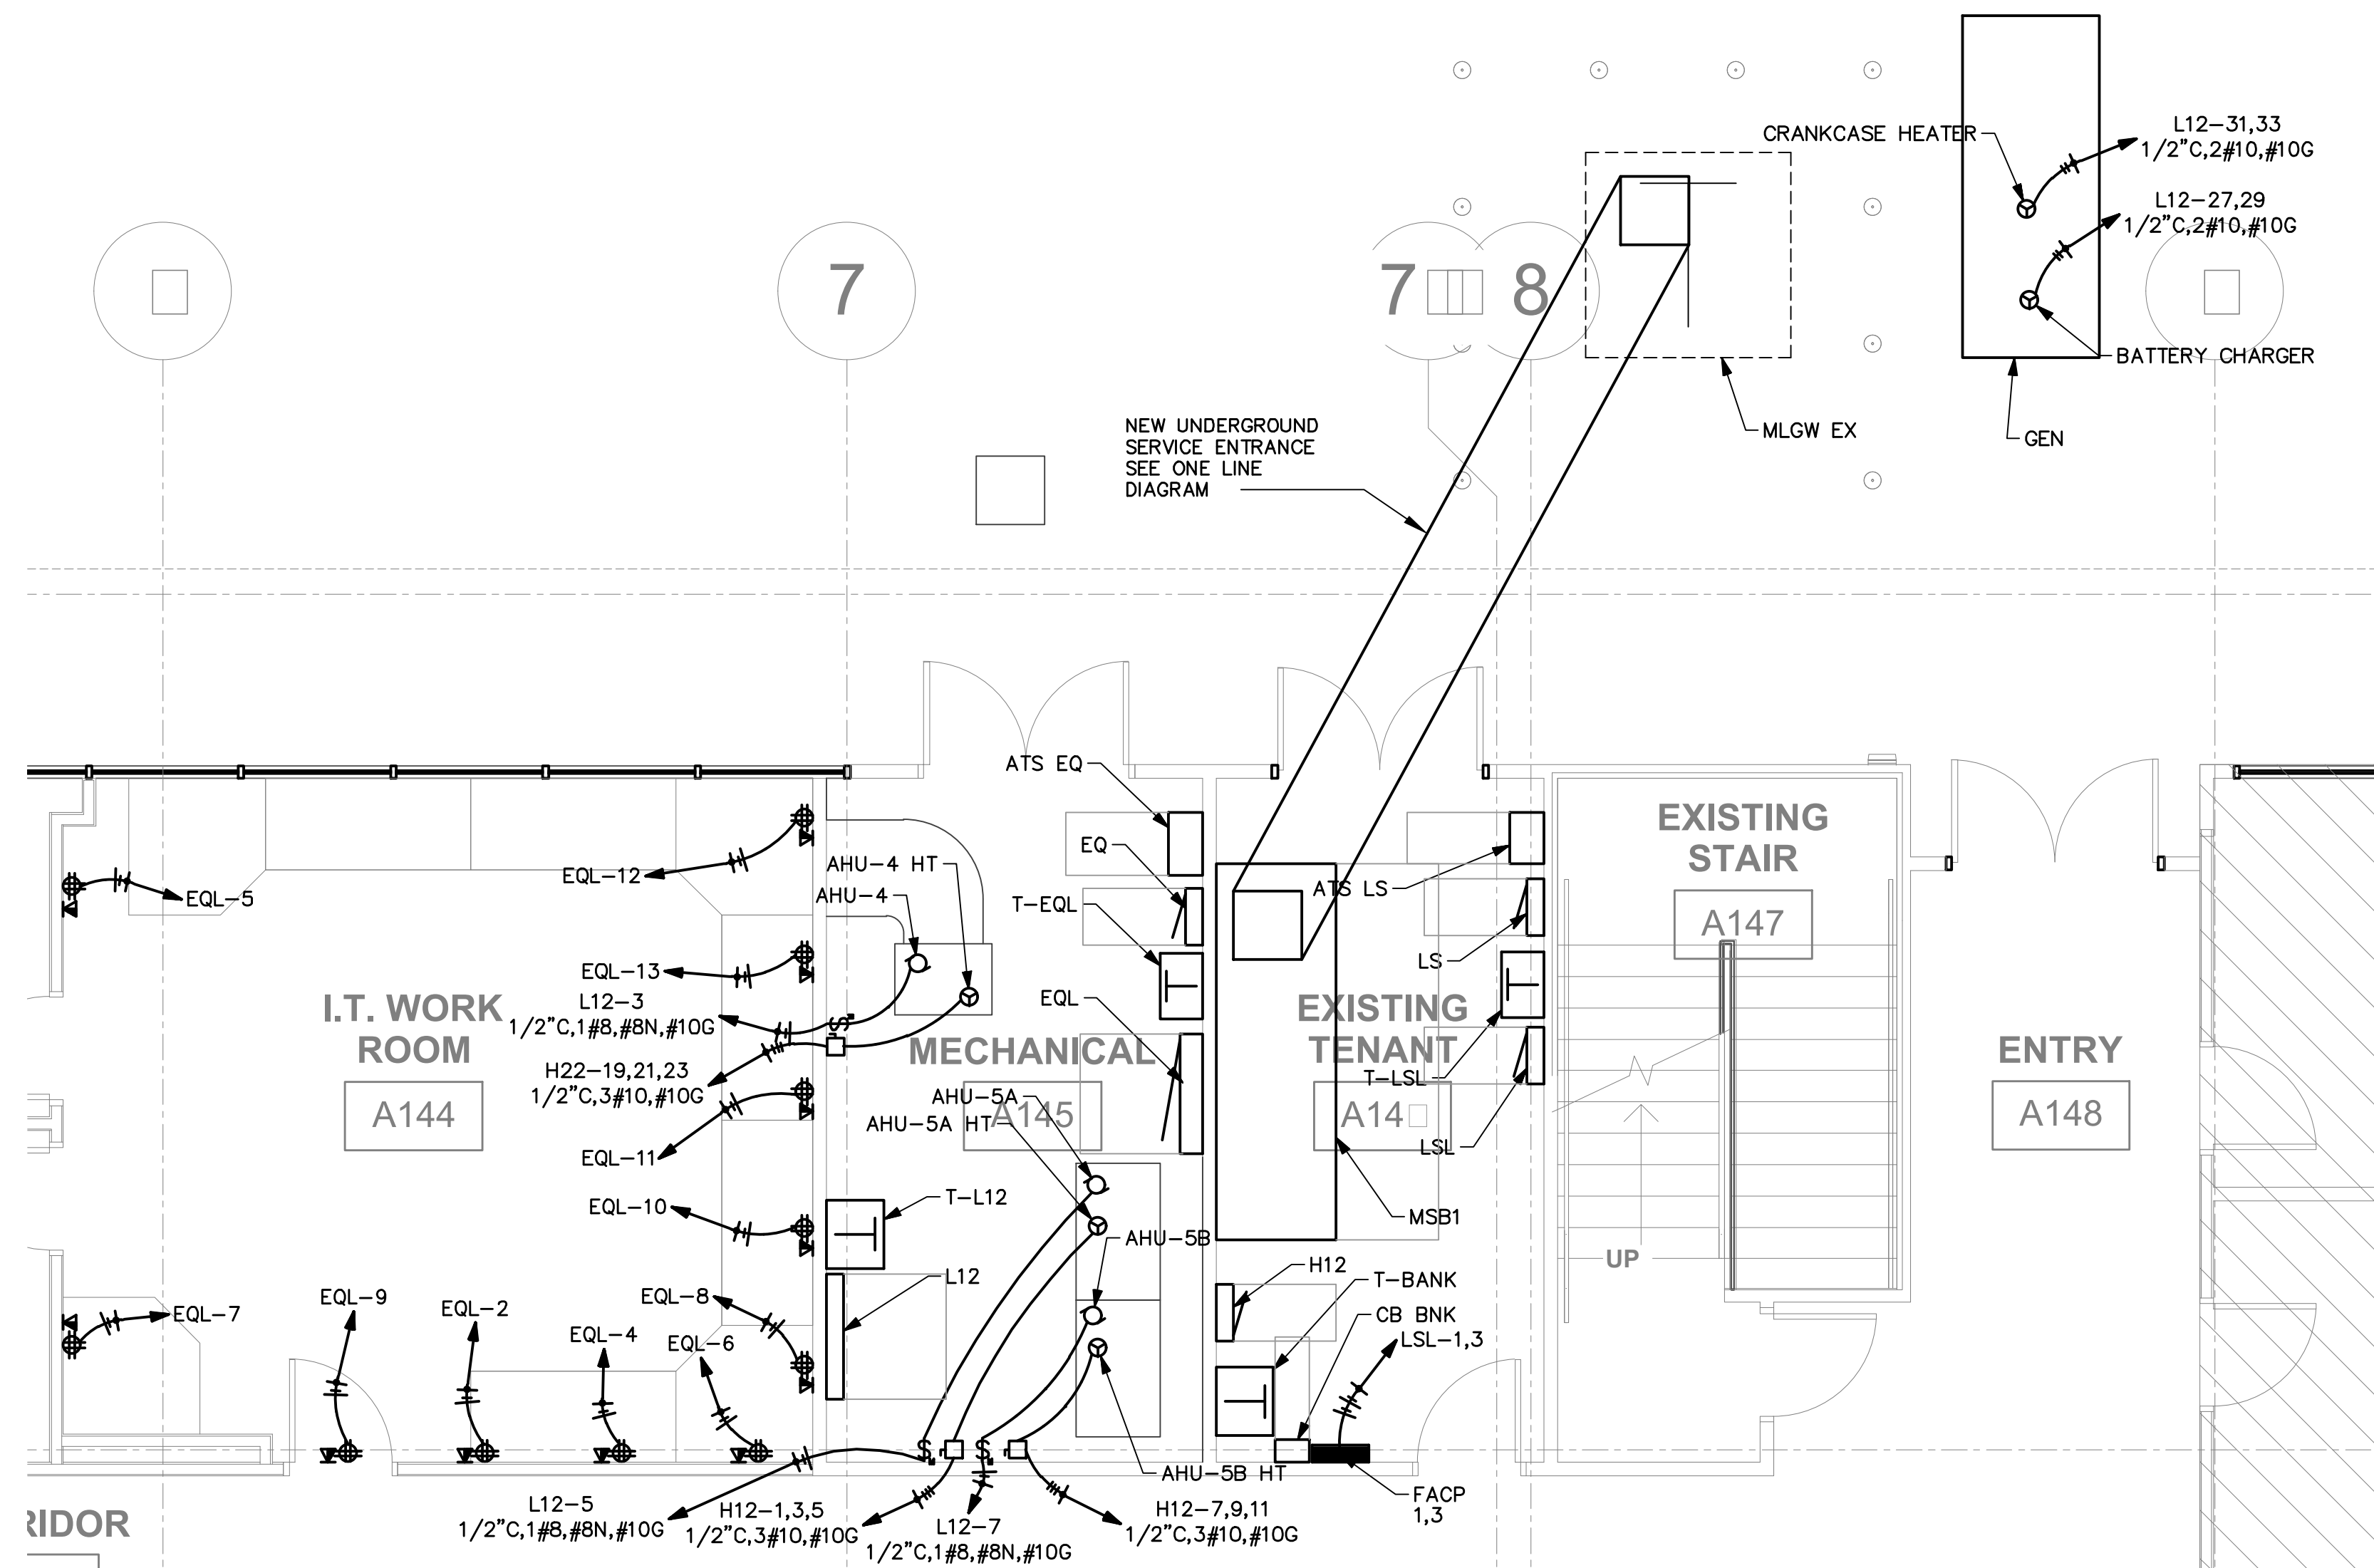 CRANKCASE HEATER
L12-31,33
1/2"C,2#10,#10G
L12-27,29
1/2"C,2#10,#10G
7
7
8
BATTERY CHARGER
MLGW EX
GEN
NEW UNDERGROUND
SERVICE ENTRANCE
SEE ONE LINE
DIAGRAM
ATS EQ
EQ
T-EQL
EQL
EQL-12
EQL-5
AHU-4 HT
AHU-4
ATS LS
LS
EXISTING
STAIR
A147
EQL-13
L12-3
1/2"C,1#8,#8N,#10G
I.T. WORK
ROOM
A144
H22-19,21,23
1/2"C,3#10,#10G
MECHANICAL
A145
AHU-5A
AHU-5A HT
EXISTING
TENANT
A14
T-LSL
LSL
ENTRY
A148
EQL-11
EQL-10
T-L12
L12
AHU-5B
MSB1
UP
H12
T-BANK
CB BNK
LSL-1,3
EQL-7
EQL-9
EQL-2
EQL-4
EQL-6
EQL-8
AHU-5B HT
FACP
1,3
L12-5
1/2"C,1#8,#8N,#10G
H12-1,3,5
1/2"C,3#10,#10G
L12-7
1/2"C,1#8,#8N,#10G
H12-7,9,11
1/2"C,3#10,#10G
RIDOR